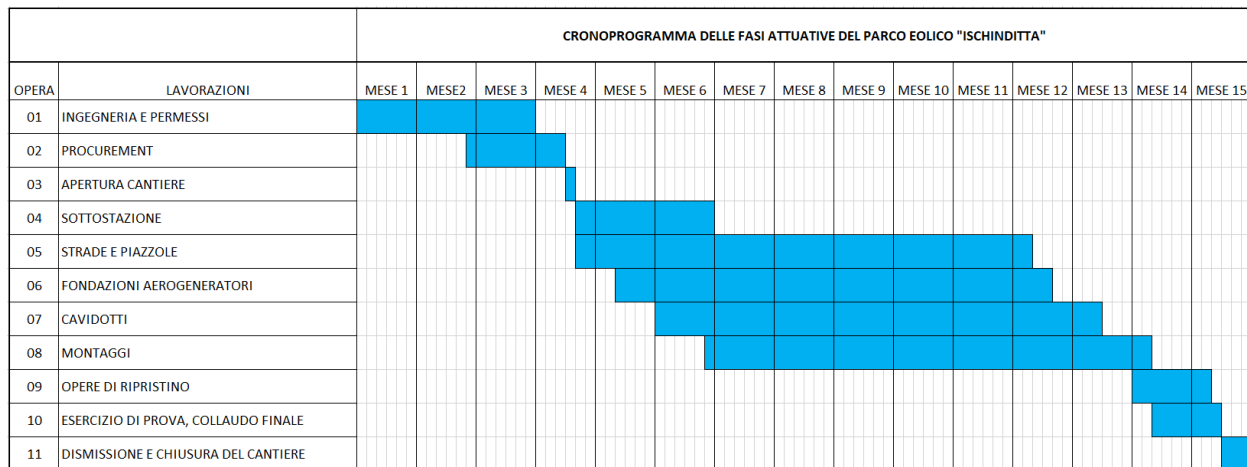 CRONOPROGRAMMA DELLE FASI ATTUATIVE DEL PARCO EOLICO "ISCHINDITTA"
OPERA LAVORAZIONI MESE 1 MESE2 MESE 3 MESE 4 MESE 5 MESE 6 MESE 7 MESE 8 MESE 9 MESE 10 MESE 11 MESE 12 MESE 13 MESE 14 MESE 15
01 INGEGNERIA E PERMESSI
02 PROCUREMENT
03 APERTURA CANTIERE
04 SOTTOSTAZIONE
05 STRADE E PIAZZOLE
06 FONDAZIONI AEROGENERATORI
07 CAVIDOTTI
08 MONTAGGI
09 OPERE DI RIPRISTINO
10 ESERCIZIO DI PROVA, COLLAUDO FINALE
11 DISMISSIONE E CHIUSURA DEL CANTIERE